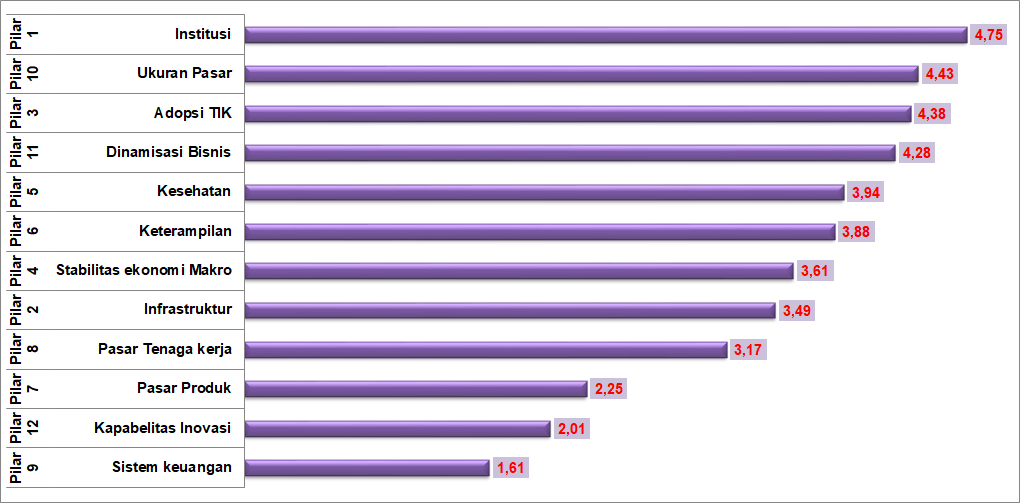 Pilar 1 Institusi 4,75
Pilar 10 Ukuran Pasar 4,43
Pilar 3 Adopsi TIK 4,38
Pilar 11 Dinamisasi Bisnis 4,28
Pilar 5 Kesehatan 3,94
Pilar 6 Keterampilan 3,88
Pilar 4 Stabilitas ekonomi Makro 3,61
Pilar 2 Infrastruktur 3,49
Pilar 8 Pasar Tenaga kerja 3,17
Pilar 7 Pasar Produk 2,25
Pilar 12 Kapabelitas Inovasi 2,01
Pilar 9 Sistem keuangan 1,61